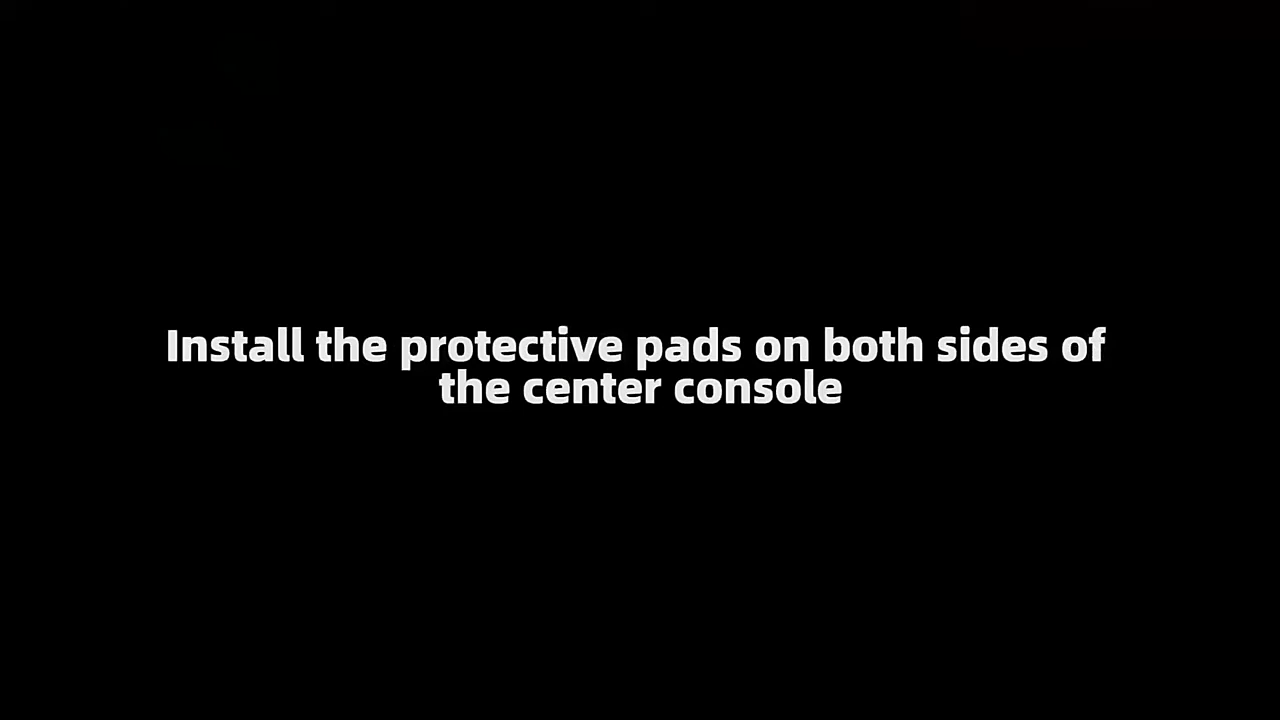 Install the protective pads on both sides of
the center console